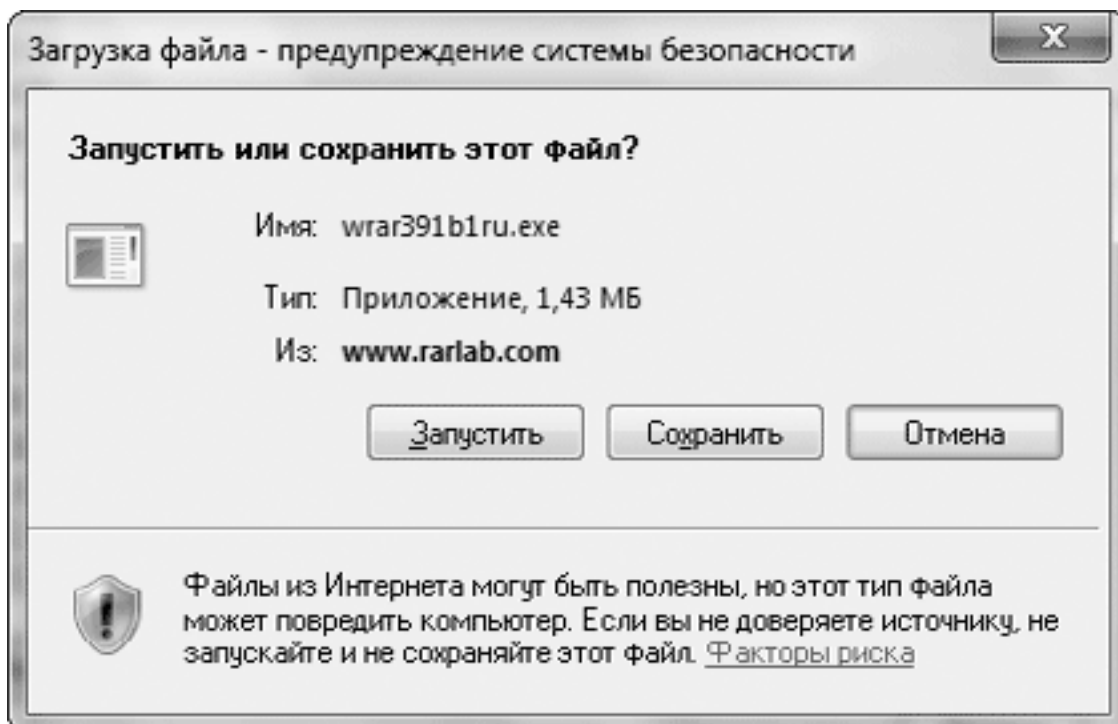 Загрузка файла - предупреждение системы безопасности
Запустить или сохранить этот файл?
Имя: wrar391b1ru.exe
Тип: Приложение, 1,43 МБ
Из: www.rarlab.com
Запустить Сохранить Отмена
Файлы из Интернета могут быть полезны, но этот тип файла
может повредить компьютер. Если вы не доверяете источнику, не
запускайте и не сохраняйте этот файл. Факторы риска